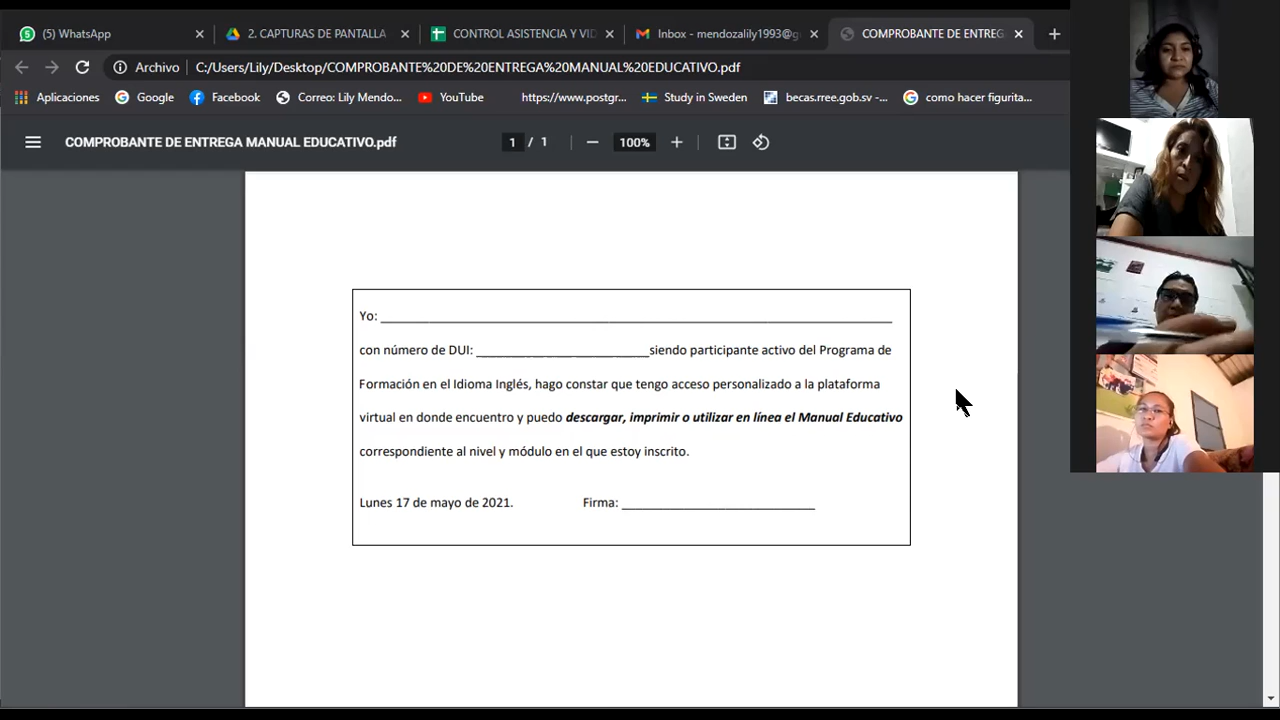 (5) WhatsApp
2. CAPTURAS DE PANTALLA
CONTROL ASISTENCIA Y VID
Inbox - mendozalily1993@g
COMPROBANTE DE ENTREG
Archivo
C:/Users/Lily/Desktop/COMPROBANTE%20DE%20ENTREGA%20MANUAL%20EDUCATIVO.pdf
Aplicaciones
Google
Facebook
Correo: Lily Mendo...
YouTube
https://www.postgr...
Study in Sweden
becas.rree.gob.sv...
como hacer figurita...
COMPROBANTE DE ENTREGA MANUAL EDUCATIVO.pdf
1 / 1
100%
Yo: ______________________________
con número de DUI: ______________________siendo participante activo del Programa de
Formación en el Idioma Inglés, hago constar que tengo acceso personalizado a la plataforma
virtual en donde encuentro y puedo descargar, imprimir o utilizar en línea el Manual Educativo
correspondiente al nivel y módulo en el que estoy inscrito.
Lunes 17 de mayo de 2021. Firma: ______________________